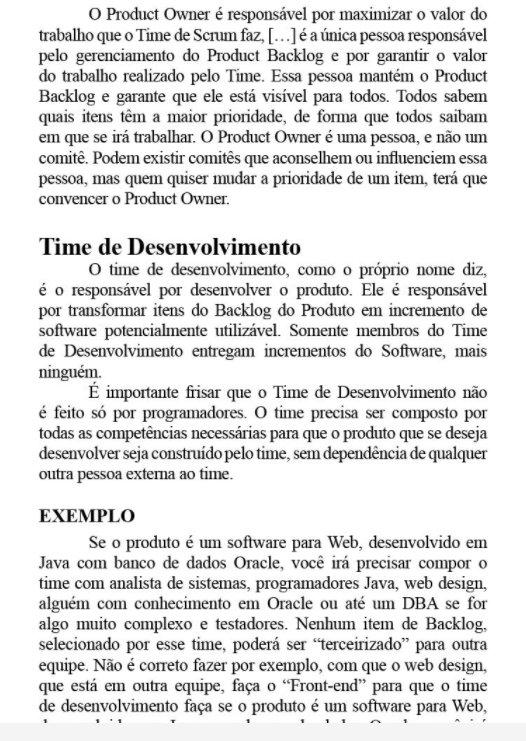 O Product Owner é responsável por maximizar o valor do
trabalho que o Time de Scrum faz, […] é a única pessoa responsável
pelo gerenciamento do Product Backlog e por garantir o valor
do trabalho realizado pelo Time. Essa pessoa mantém o Product
Backlog e garante que ele está visível para todos. Todos sabem
quais itens têm a maior prioridade, de forma que todos saibam
em que se irá trabalhar. O Product Owner é uma pessoa, e não um
comitê. Podem existir comitês que aconselhem ou influenciem essa
pessoa, mas quem quiser mudar a prioridade de um item, terá que
convencer o Product Owner.
Time de Desenvolvimento
O time de desenvolvimento, como o próprio nome diz,
é o responsável por desenvolver o produto. Ele é responsável
por transformar itens do Backlog do Produto em incremento de
software potencialmente utilizável. Somente membros do Time
de Desenvolvimento entregam incrementos do Software, mais
ninguém.
É importante frisar que o Time de Desenvolvimento não
é feito só por programadores. O time precisa ser composto por
todas as competências necessárias para que o produto que se deseja
desenvolver seja construído pelo time, sem dependência de qualquer
outra pessoa externa ao time.
EXEMPLO
Se o produto é um software para Web, desenvolvido em
Java com banco de dados Oracle, você irá precisar compor o
time com analista de sistemas, programadores Java, web design,
alguém com conhecimento em Oracle ou até um DBA se for
algo muito complexo e testadores. Nenhum item de Backlog,
selecionado por esse time, poderá ser “terceirizado” para outra
equipe. Não é correto fazer por exemplo, com que o web design,
que está em outra equipe, faça o “Front-end” para que o time
de desenvolvimento faça se o produto é um software para Web,